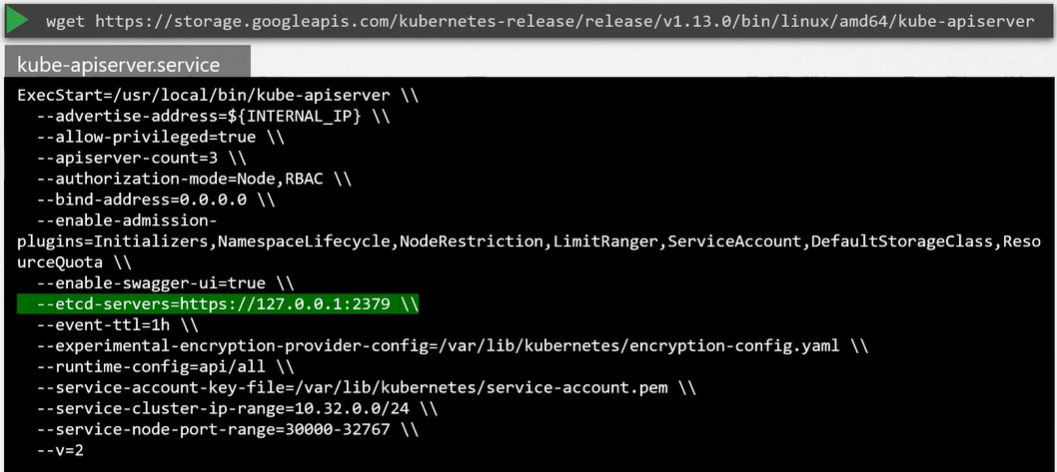 wget https://storage.googleapis.com/kubernetes-release/release/v1.13.0/bin/linux/amd64/kube-apiserver
kube-apiserver.service
ExecStart=/usr/local/bin/kube-apiserver \\
--advertise-address=${INTERNAL_IP} \\
--allow-privileged=true \\
--apiserver-count=3 \\
--authorization-mode=Node,RBAC \\
--bind-address=0.0.0.0 \\
--enable-admission-
plugins=Initializers,NamespaceLifecycle,NodeRestriction,LimitRanger,ServiceAccount,DefaultStorageClass,Reso
urceQuota \\
--enable-swagger-ui=true \\
--etcd-servers=https://127.0.0.1:2379 \\
--event-ttl=1h \\
--experimental-encryption-provider-config=/var/lib/kubernetes/encryption-config.yaml \\
--runtime-config=api/all \\
--service-account-key-file=/var/lib/kubernetes/service-account.pem \\
--service-cluster-ip-range=10.32.0.0/24 \\
--service-node-port-range=30000-32767 \\
--v=2